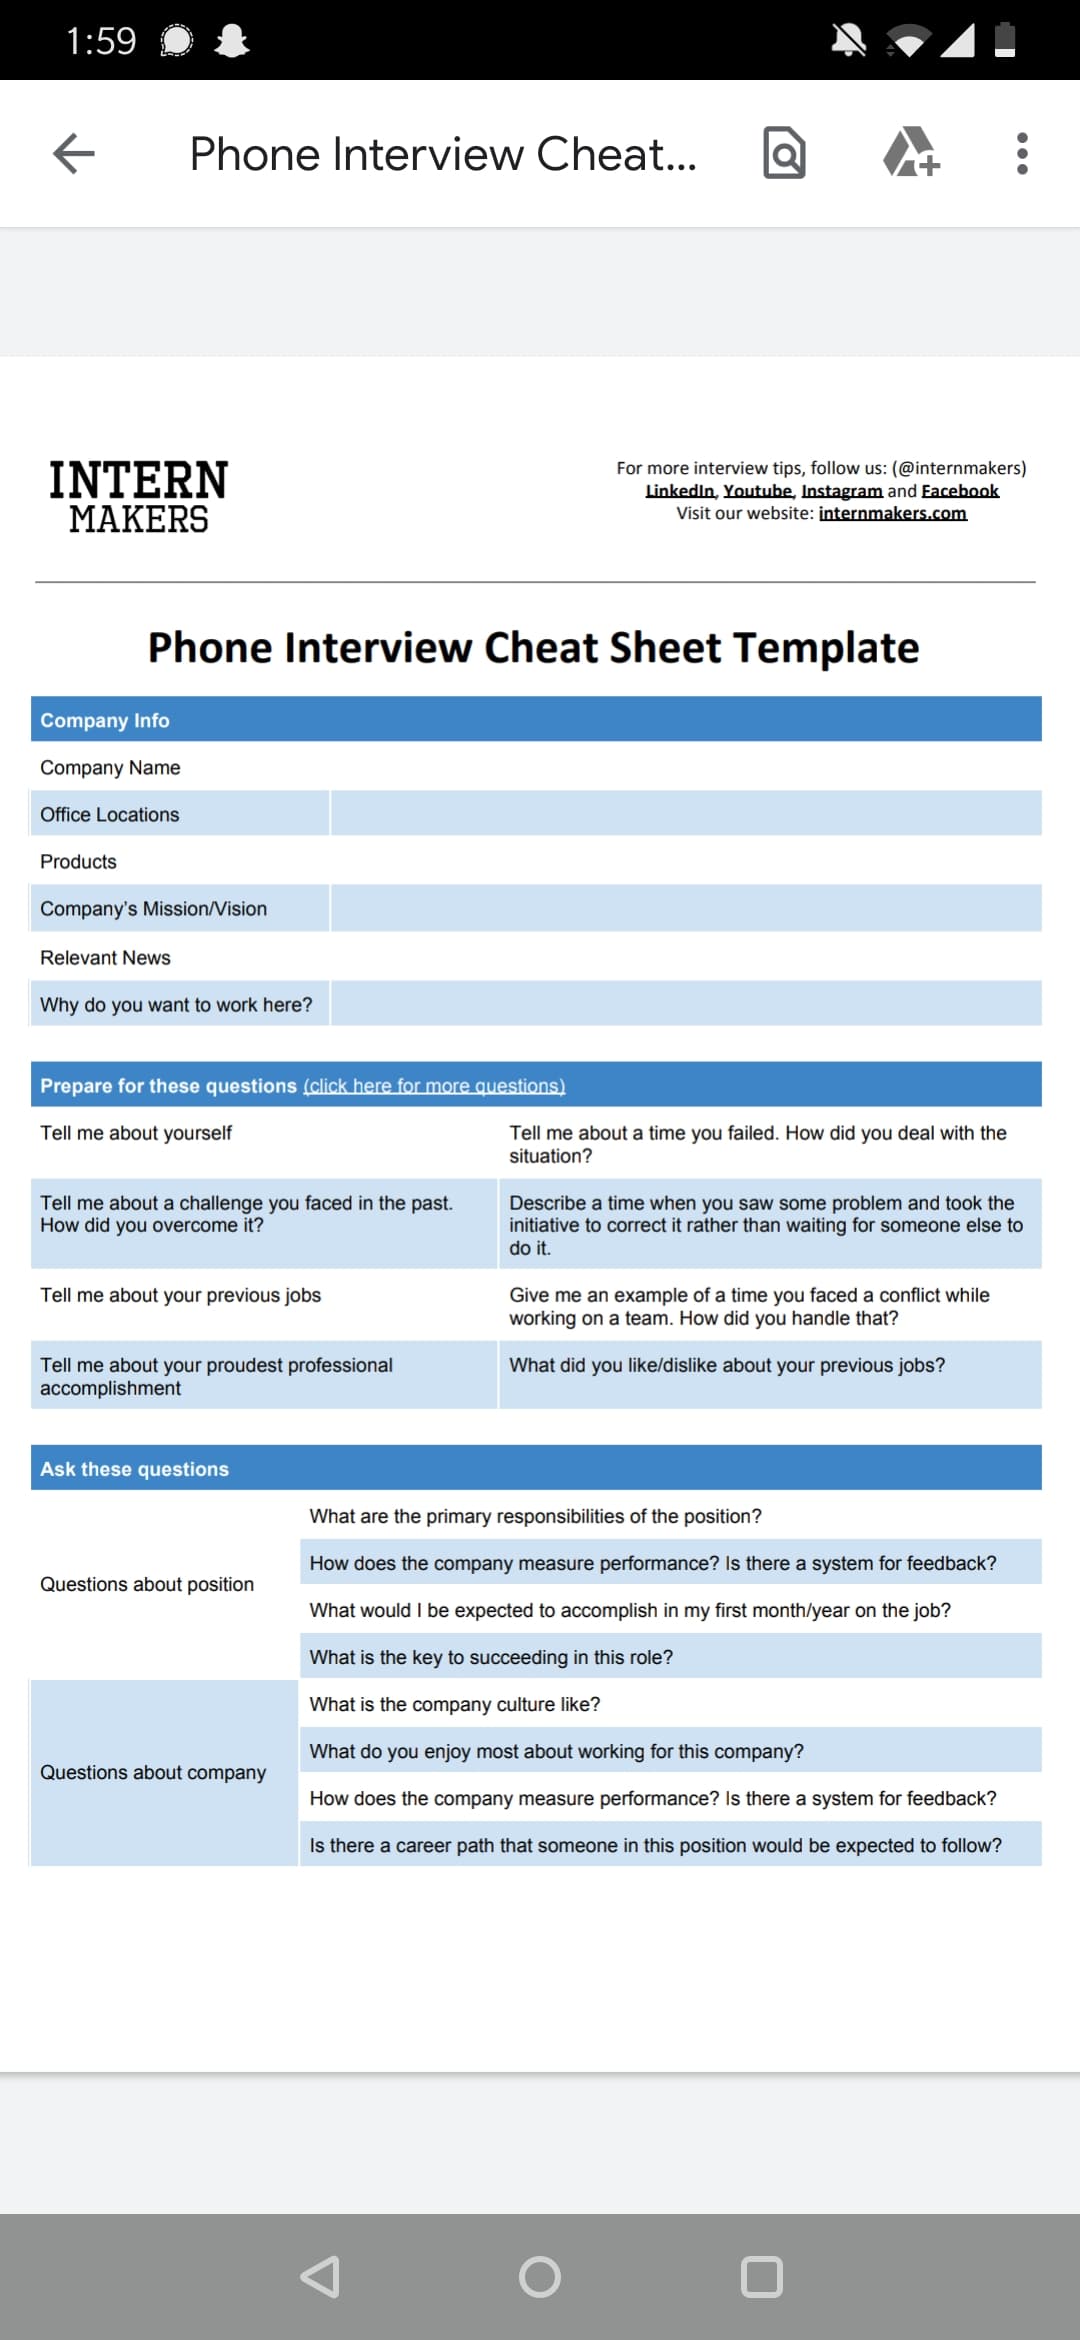 1:59
Phone Interview Cheat...
INTERN
MAKERS
For more interview tips, follow us: (@internmakers)
LinkedIn, Youtube, Instagram and Facebook
Visit our website: internmakers.com
Phone Interview Cheat Sheet Template
Company Info
Company Name
Office Locations
Products
Company's Mission/Vision
Relevant News
Why do you want to work here?
Prepare for these questions (click here for more questions)
Tell me about yourself
Tell me about a time you failed. How did you deal with the
situation?
Tell me about a challenge you faced in the past.
How did you overcome it?
Describe a time when you saw some problem and took the
initiative to correct it rather than waiting for someone else to
do it.
Tell me about your previous jobs
Give me an example of a time you faced a conflict while
working on a team. How did you handle that?
Tell me about your proudest professional
accomplishment
What did you like/dislike about your previous jobs?
Ask these questions
Questions about position
What are the primary responsibilities of the position?
How does the company measure performance? Is there a system for feedback?
What would I be expected to accomplish in my first month/year on the job?
What is the key to succeeding in this role?
Questions about company
What is the company culture like?
What do you enjoy most about working for this company?
How does the company measure performance? Is there a system for feedback?
Is there a career path that someone in this position would be expected to follow?